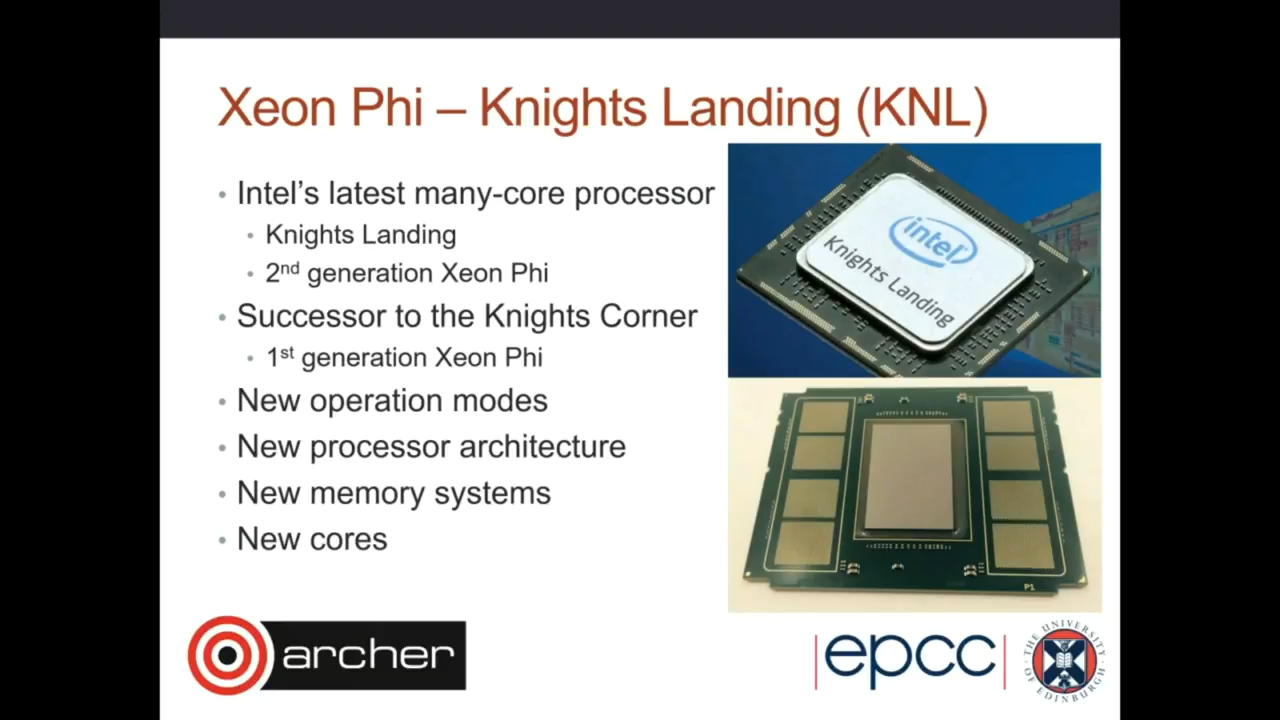 Xeon Phi – Knights Landing (KNL)
• Intel’s latest many-core processor
• Knights Landing
• 2nd generation Xeon Phi
• Successor to the Knights Corner
• 1st generation Xeon Phi
• New operation modes
• New processor architecture
• New memory systems
• New cores
intel
Knights Landing
P1
archer
|epcc|
THE UNIVERSITY OF EDINBURGH